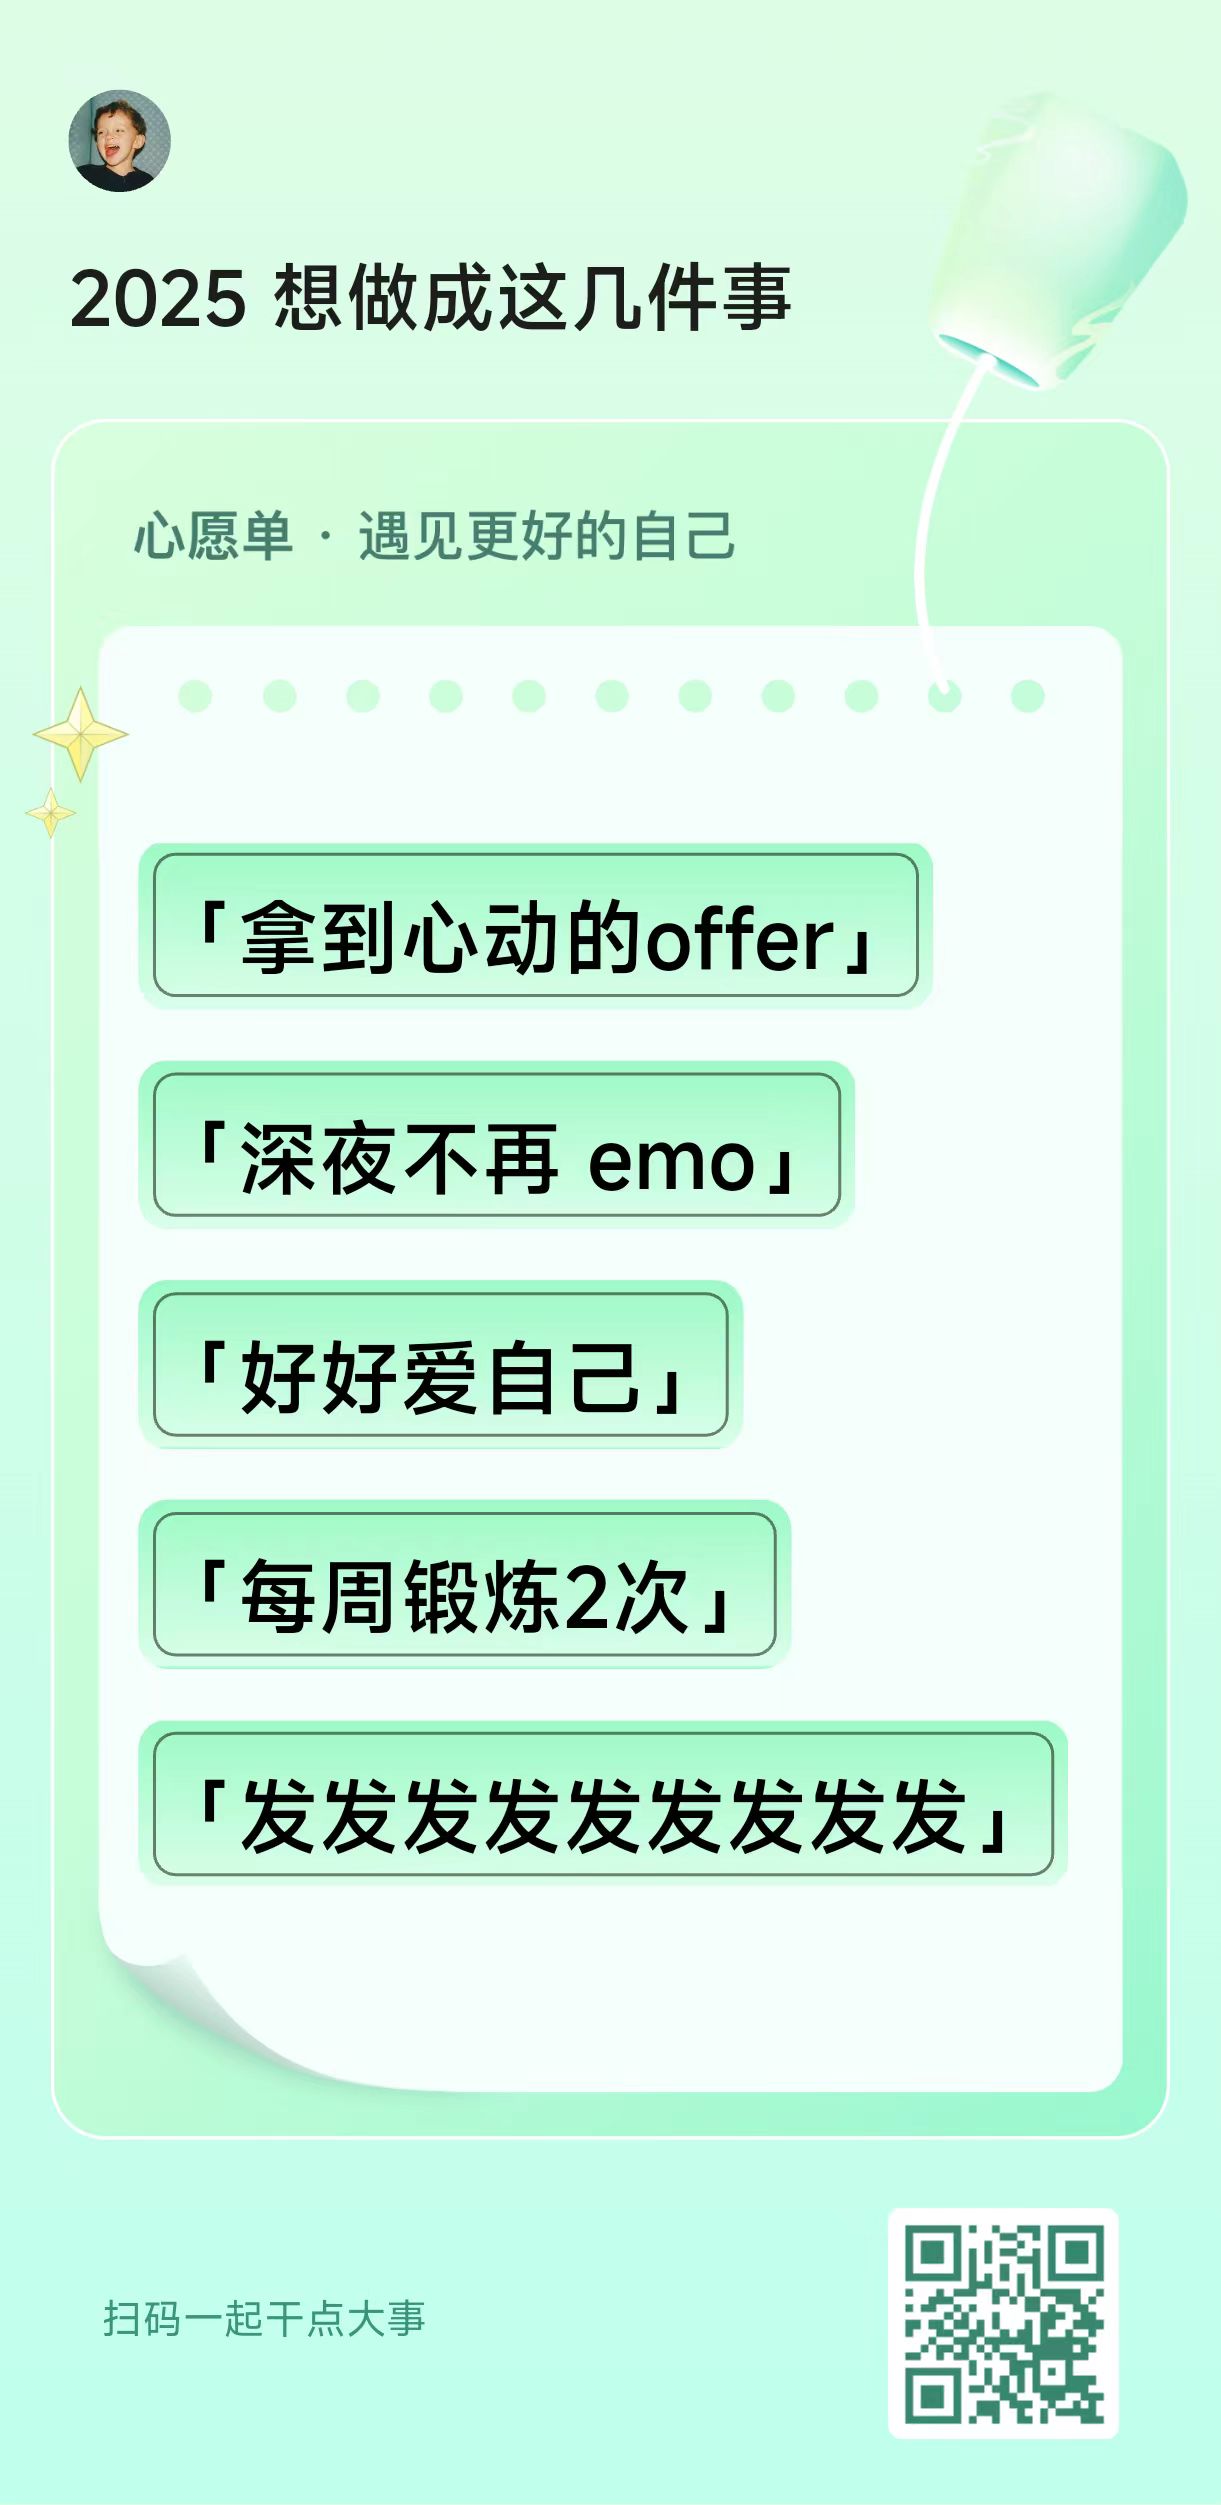 2025 想做成这几件事
心愿单 · 遇见更好的自己
「拿到心动的offer」
「深夜不再 emo」
「好好爱自己」
「每周锻炼2次」
「发发发发发发发发发」
扫码一起干点大事